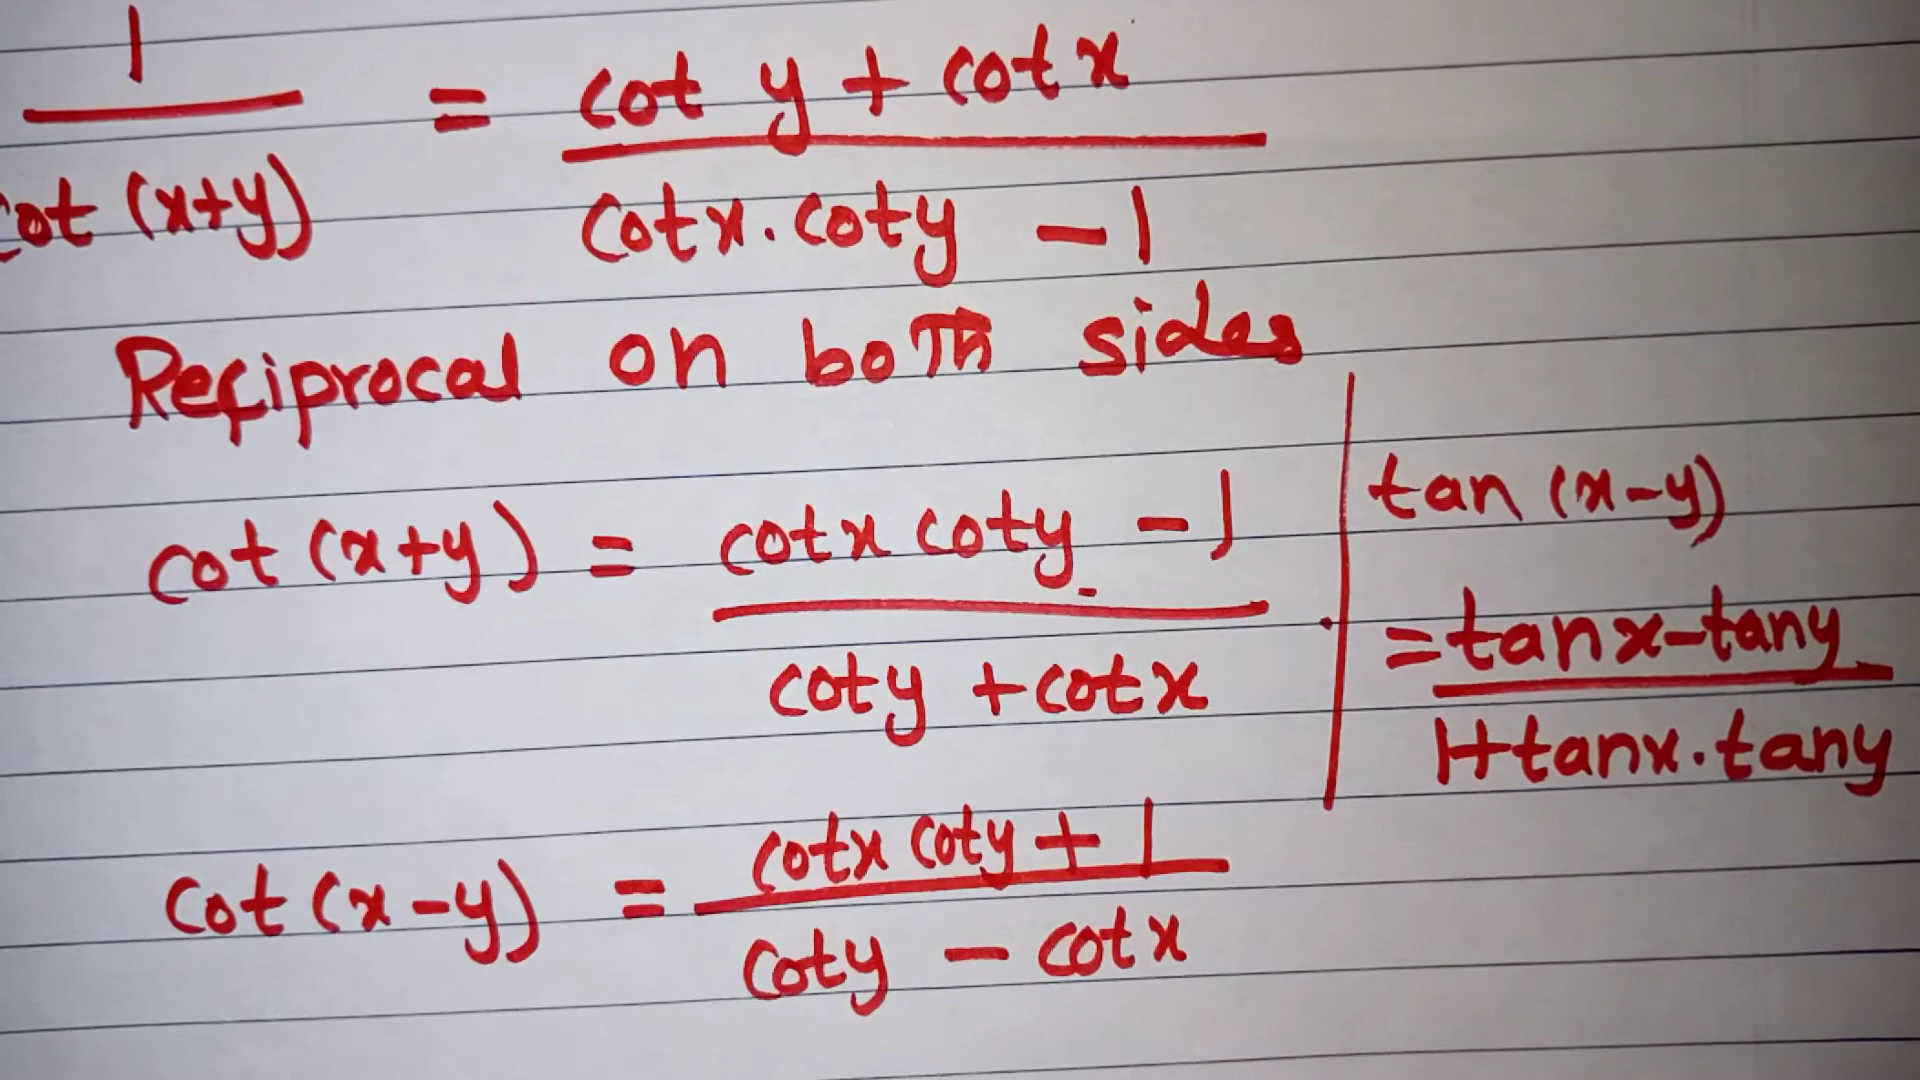 1 / cot (x+y) = cot y + cot x / cotx.coty - 1
Reciprocal on both sides
cot (x+y) = cotx coty - 1 / coty + cotx
tan (x-y)
= tanx-tany / 1+tanx.tany
cot (x-y) = cotx coty + 1 / coty - cotx